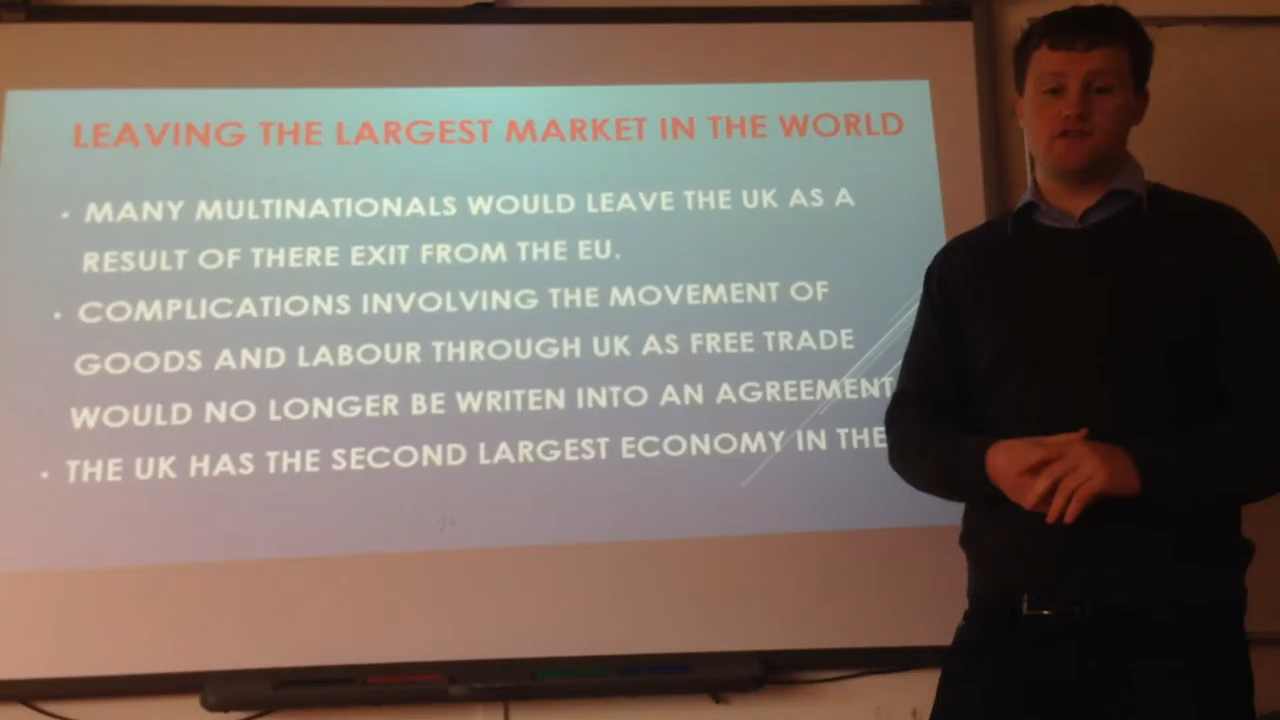 LEAVING THE LARGEST MARKET IN THE WORLD
• MANY MULTINATIONALS WOULD LEAVE THE UK AS A
RESULT OF THERE EXIT FROM THE EU.
• COMPLICATIONS INVOLVING THE MOVEMENT OF
GOODS AND LABOUR THROUGH UK AS FREE TRADE
WOULD NO LONGER BE WRITEN INTO AN AGREEMENT
• THE UK HAS THE SECOND LARGEST ECONOMY IN THE